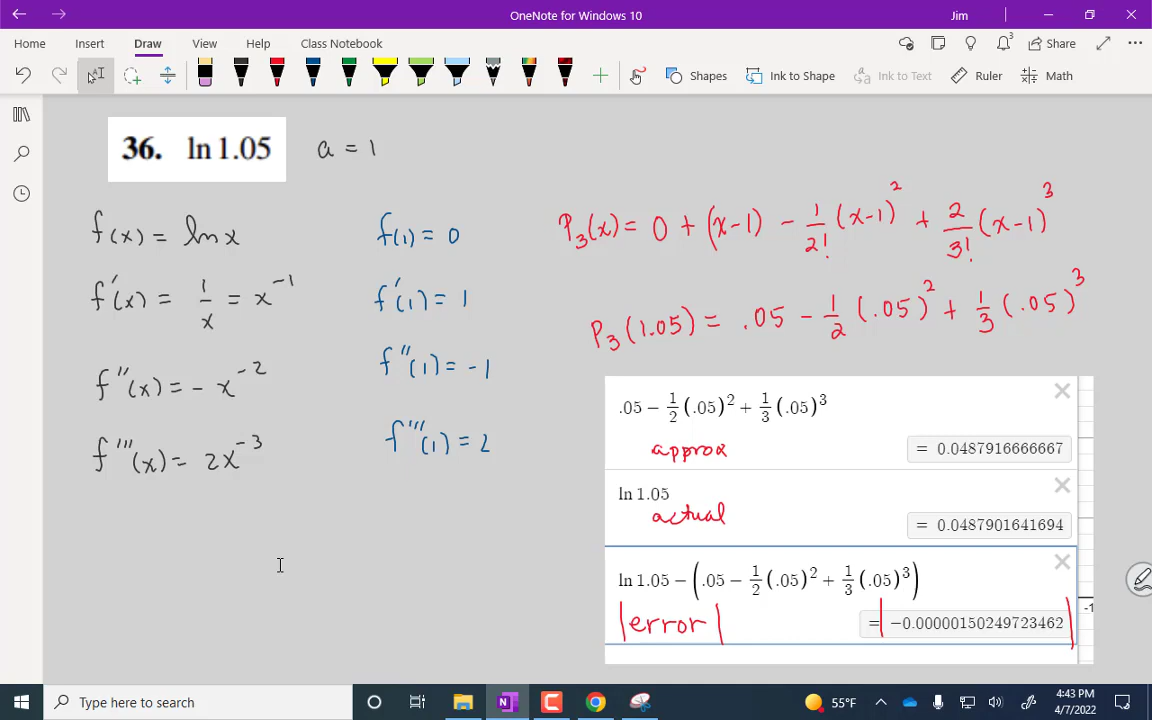 OneNote for Windows 10
Jim
Home Insert Draw View Help Class Notebook
Share
Shapes Ink to Shape Ink to Text Ruler Math
36. ln 1.05 a = 1
f(x) = ln x
f'(x) = 1/x = x^-1
f''(x) = - x^-2
f'''(x) = 2x^-3
f(1) = 0
f'(1) = 1
f''(1) = -1
f'''(1) = 2
P₃(x) = 0 + (x-1) - 1/2! (x-1)² + 2/3! (x-1)³
P₃(1.05) = .05 - 1/2 (.05)² + 1/3 (.05)³
.05 − 1/2 (.05)² + 1/3 (.05)³
approx
= 0.0487916666667
ln 1.05
actual
= 0.0487901641694
ln 1.05 − (.05 − 1/2 (.05)² + 1/3 (.05)³)
|error|
= |−0.00000150249723462|
-1
Type here to search
55°F
4:43 PM
4/7/2022